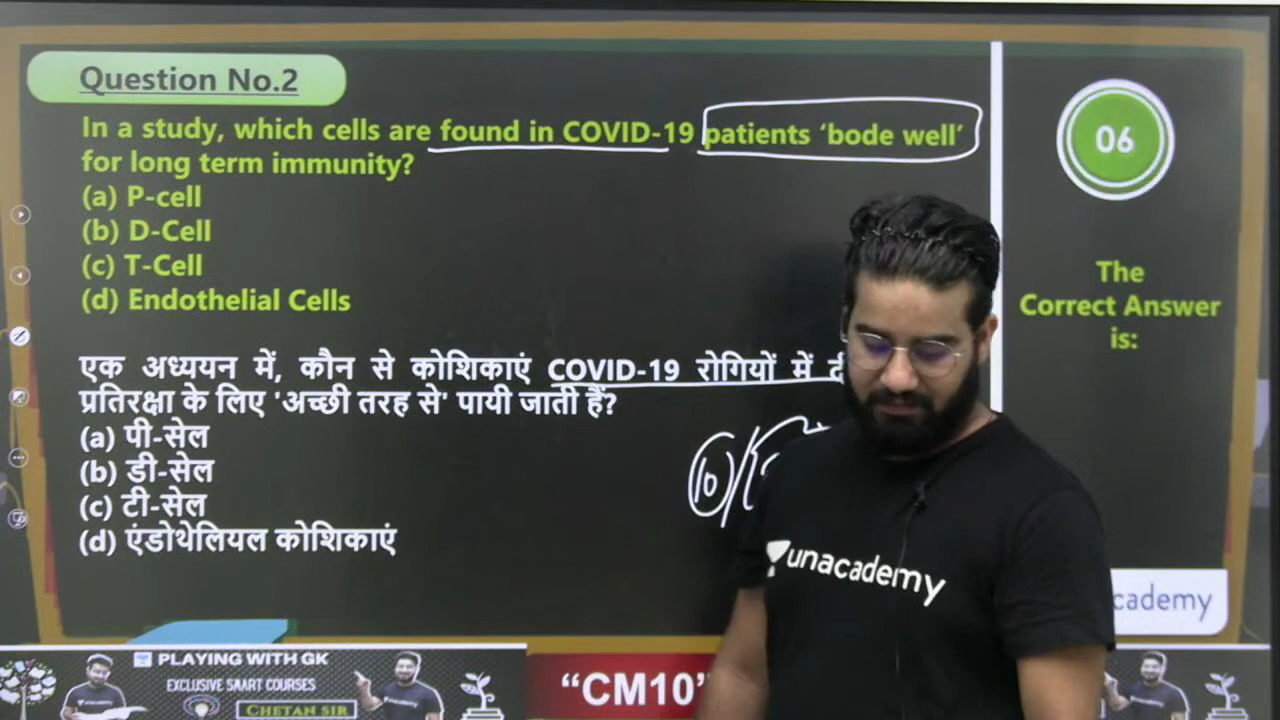 Question No.2
In a study, which cells are found in COVID-19 patients ‘bode well’
for long term immunity?
(a) P-cell
(b) D-Cell
(c) T-Cell
(d) Endothelial Cells
एक अध्ययन में, कौन से कोशिकाएं COVID-19 रोगियों में
प्रतिरक्षा के लिए 'अच्छी तरह से' पायी जाती हैं?
(a) पी-सेल
(b) डी-सेल
(c) टी-सेल
(d) एंडोथेलियल कोशिकाएं
10
06
The
Correct Answer
is:
unacademy
cademy
PLAYING WITH GK
EXCLUSIVE SMART COURSES
CHETAN SIR
“CM10”